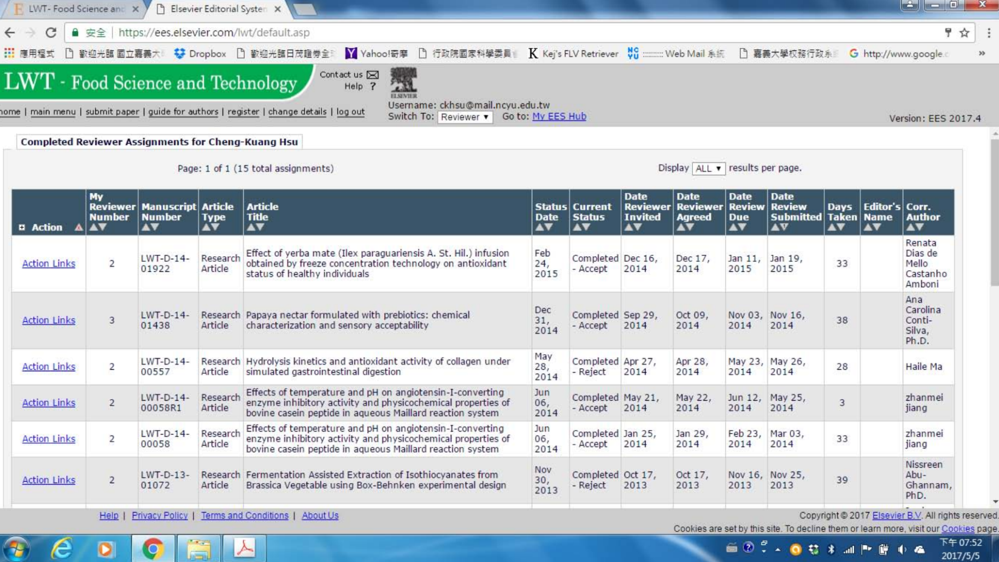 LWT- Food Science and
Elsevier Editorial System
安全 | https://ees.elsevier.com/lwt/default.asp
應用程式 歡迎光臨 國立嘉義大 Dropbox 歡迎光臨日茂證券全 Yahoo!奇摩 行政院國家科學委員 Kej's FLV Retriever Web Mail 系統 嘉義大學校務行政系 http://www.google.c »
LWT - Food Science and Technology
Contact us
Help ?
ELSEVIER
Username: ckhsu@mail.ncyu.edu.tw
home | main menu | submit paper | guide for authors | register | change details | log out
Switch To: Reviewer Go to: My EES Hub
Version: EES 2017.4
Completed Reviewer Assignments for Cheng-Kuang Hsu
Page: 1 of 1 (15 total assignments)
Display ALL results per page.
Action
My Reviewer Number
Manuscript Number
Article Type
Article Title
Status Date
Current Status
Date Reviewer Invited
Date Reviewer Agreed
Date Review Due
Date Review Submitted
Days Taken
Editor's Name
Corr. Author
Action Links
2
LWT-D-14-
01922
Research
Article
Effect of yerba mate (Ilex paraguariensis A. St. Hil.) infusion
obtained by freeze concentration technology on antioxidant
status of healthy individuals
Feb
24,
2015
Completed
- Accept
Dec 16,
2014
Dec 17,
2014
Jan 11,
2015
Jan 19,
2015
33
Renata
Dias de
Mello
Castanho
Amboni
Action Links
3
LWT-D-14-
01438
Research
Article
Papaya nectar formulated with prebiotics: chemical
characterization and sensory acceptability
Dec
31,
2014
Completed
- Accept
Sep 29,
2014
Oct 09,
2014
Nov 03,
2014
Nov 16,
2014
38
Ana
Carolina
Conti-
Silva,
Ph.D.
Action Links
2
LWT-D-14-
00557
Research
Article
Hydrolysis kinetics and antioxidant activity of collagen under
simulated gastrointestinal digestion
May
28,
2014
Completed
- Reject
Apr 27,
2014
Apr 28,
2014
May 23,
2014
May 26,
2014
28
Haile Ma
Action Links
2
LWT-D-14-
00058R1
Research
Article
Effects of temperature and pH on angiotensin-I-converting
enzyme inhibitory activity and physicochemical properties of
bovine casein peptide in aqueous Maillard reaction system
Jun
06,
2014
Completed
- Accept
May 21,
2014
May 22,
2014
Jun 12,
2014
May 25,
2014
3
zhanmei
jiang
Action Links
2
LWT-D-14-
00058
Research
Article
Effects of temperature and pH on angiotensin-I-converting
enzyme inhibitory activity and physicochemical properties of
bovine casein peptide in aqueous Maillard reaction system
Jun
06,
2014
Completed
- Accept
Jan 25,
2014
Jan 29,
2014
Feb 23,
2014
Mar 03,
2014
33
zhanmei
jiang
Action Links
2
LWT-D-13-
01072
Research
Article
Fermentation Assisted Extraction of Isothiocyanates from
Brassica Vegetable using Box-Behnken experimental design
Nov
30,
2013
Completed
- Reject
Oct 17,
2013
Oct 17,
2013
Nov 16,
2013
Nov 25,
2013
39
Nissreen
Abu-
Ghannam,
PhD.
Help | Privacy Policy | Terms and Conditions | About Us
Copyright © 2017 Elsevier B.V. All rights reserved.
Cookies are set by this site. To decline them or learn more, visit our Cookies page.
下午 07:52
2017/5/5